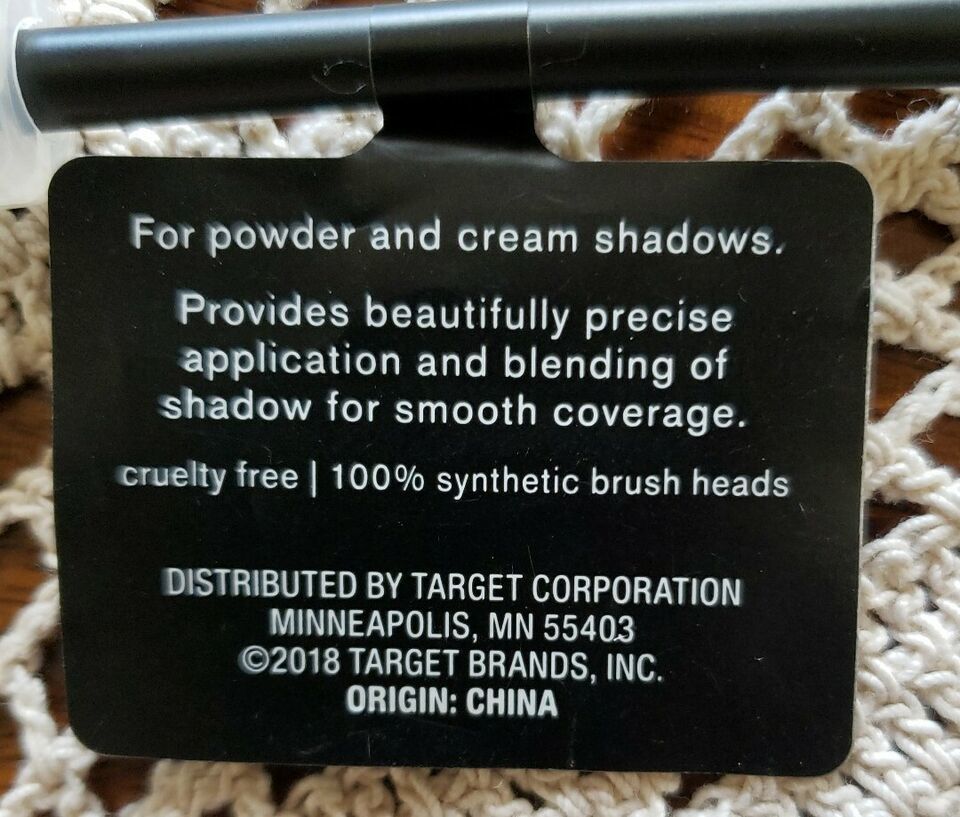 For powder and cream shadows.
Provides beautifully precise
application and blending of
shadow for smooth coverage.
cruelty free | 100% synthetic brush heads
DISTRIBUTED BY TARGET CORPORATION
MINNEAPOLIS, MN 55403
©2018 TARGET BRANDS, INC.
ORIGIN: CHINA